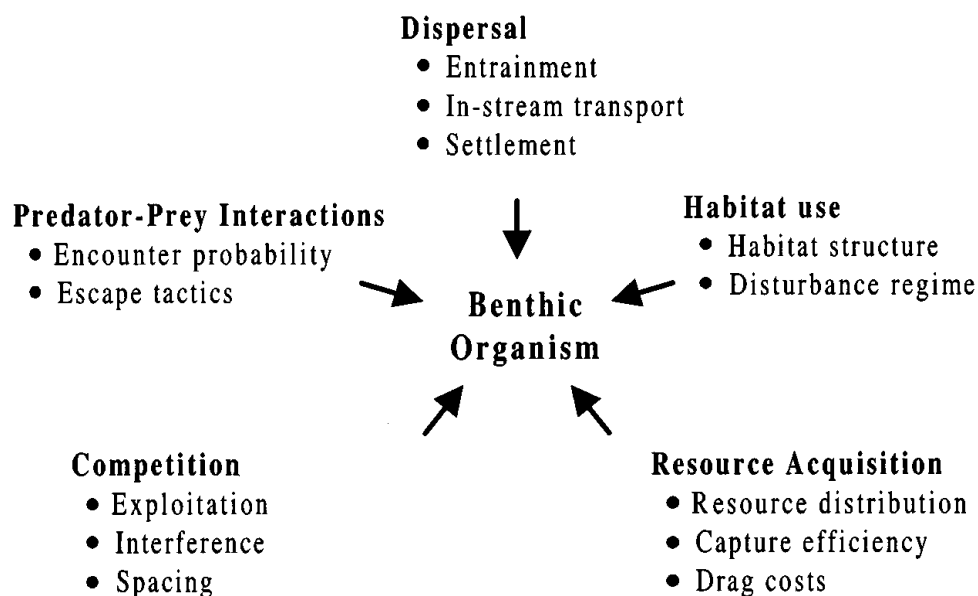 Dispersal
• Entrainment
• In-stream transport
• Settlement
Predator-Prey Interactions
• Encounter probability
• Escape tactics
Habitat use
• Habitat structure
• Disturbance regime
Benthic
Organism
Competition
• Exploitation
• Interference
• Spacing
Resource Acquisition
• Resource distribution
• Capture efficiency
• Drag costs